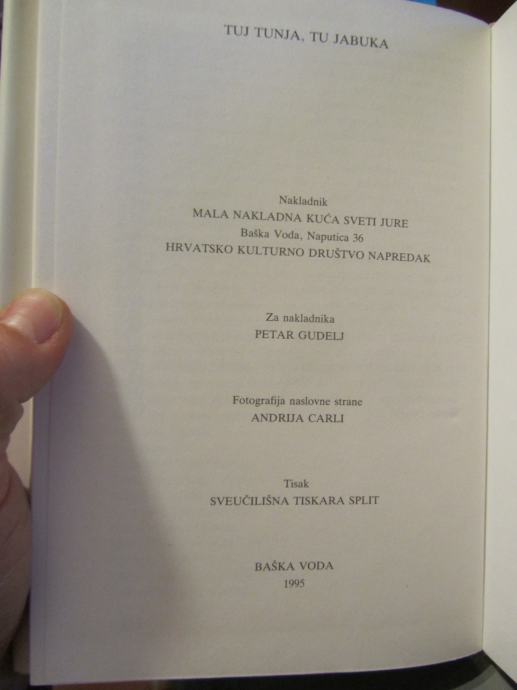 TUJ TUNJA, TU JABUKA
Nakladnik
MALA NAKLADNA KUĆA SVETI JURE
Baška Voda, Naputica 36
HRVATSKO KULTURNO DRUŠTVO NAPREDAK
Za nakladnika
PETAR GUDELJ
Fotografija naslovne strane
ANDRIJA CARLI
Tisak
SVEUČILIŠNA TISKARA SPLIT
BAŠKA VODA
1995